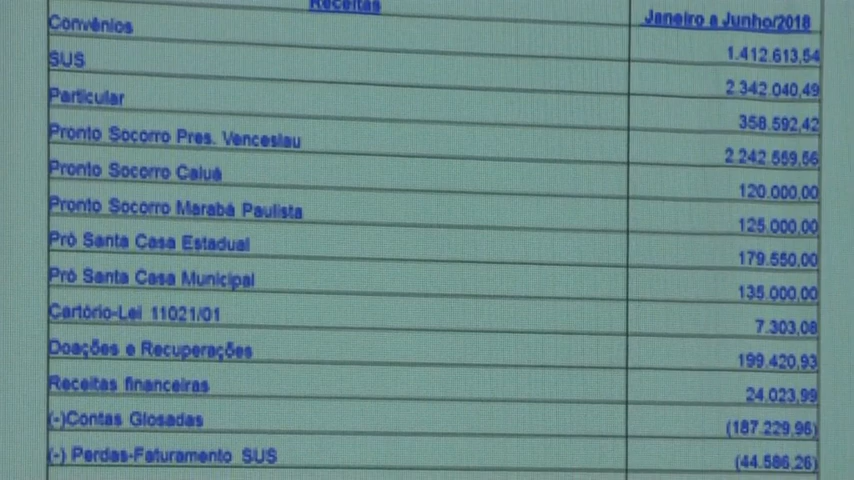 Receitas Janeiro a Junho/2018
Convênios 1.412.613,54
SUS 2.342.040,49
Particular 358.592,42
Pronto Socorro Pres. Venceslau 2.242.559,56
Pronto Socorro Caiuá 120.000,00
Pronto Socorro Marabá Paulista 125.000,00
Pró Santa Casa Estadual 179.550,00
Pró Santa Casa Municipal 135.000,00
Cartório-Lei 11021/01 7.303,08
Doações e Recuperações 199.420,93
Receitas financeiras 24.023,99
(-)Contas Glosadas (187.229,96)
(-) Perdas-Faturamento SUS (44.586,26)